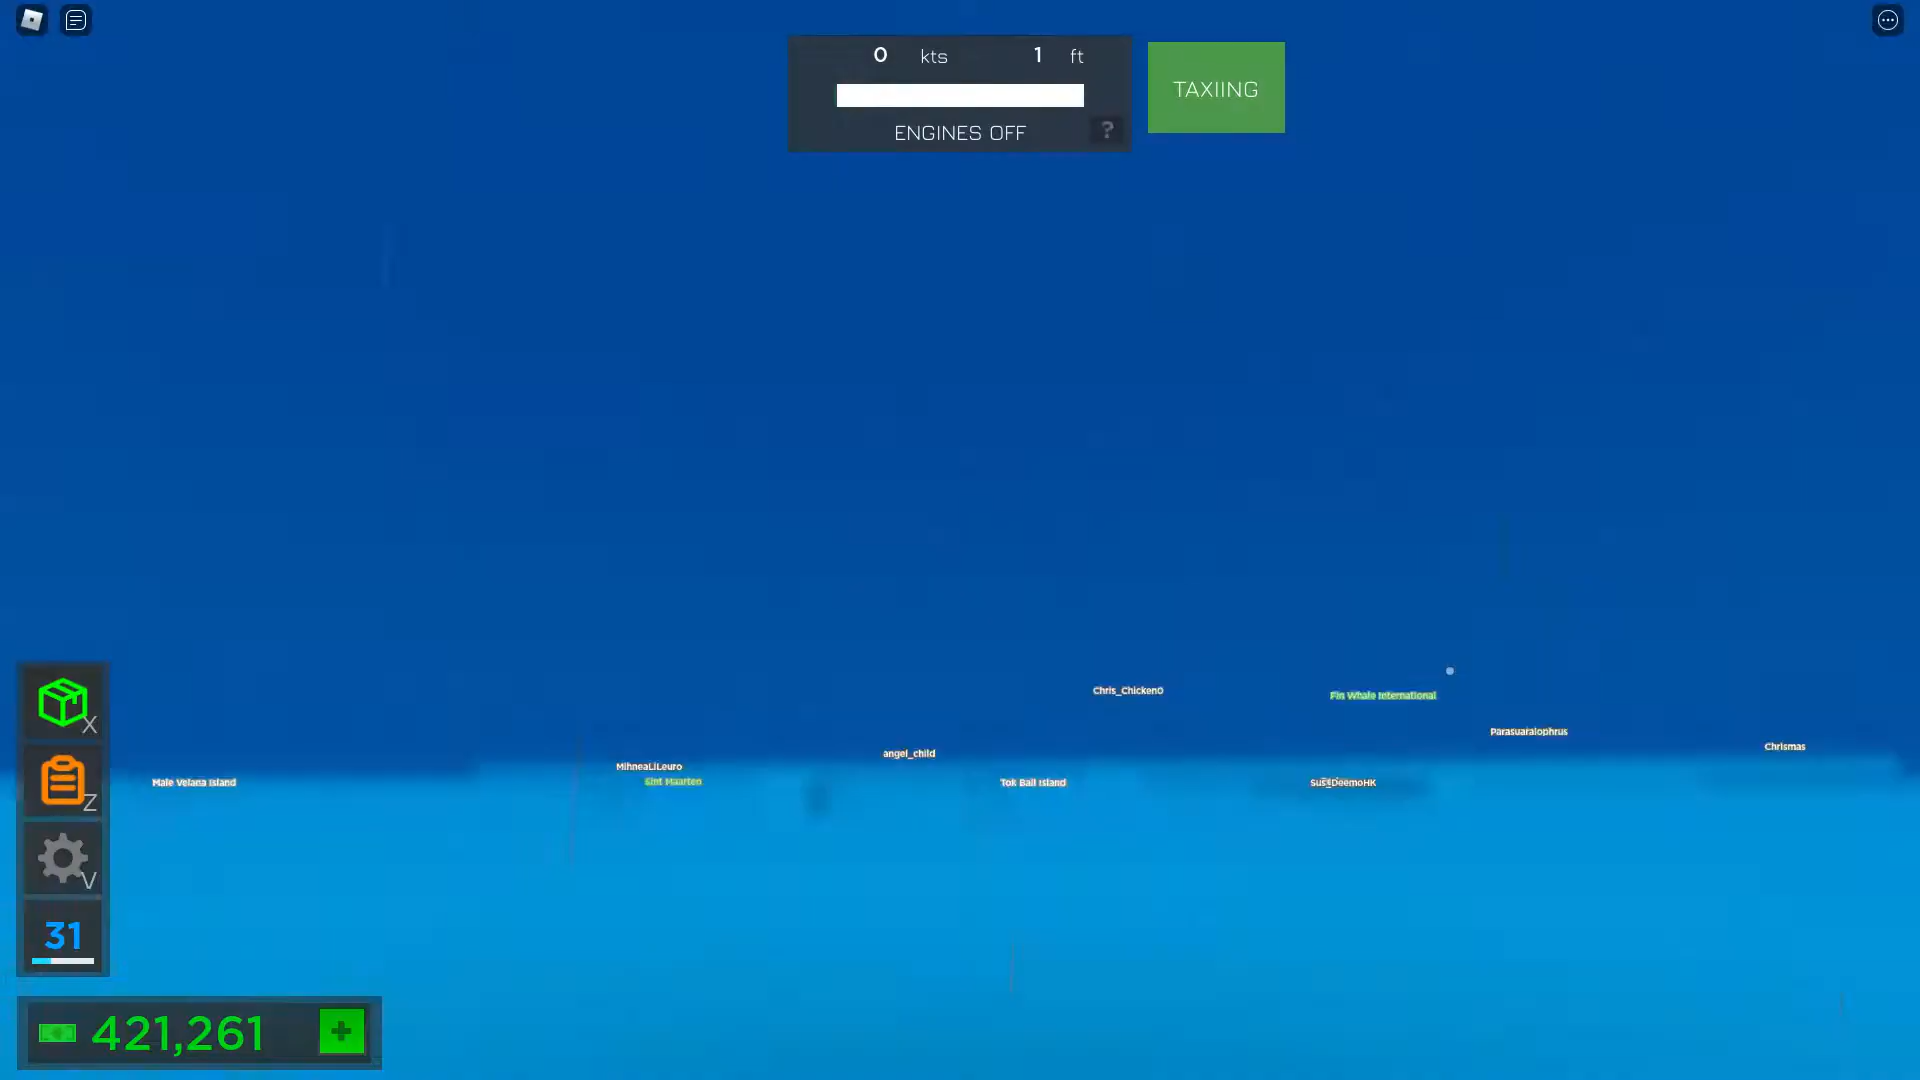 0 kts 1 ft
TAXIING
ENGINES OFF
?
Chris_Chicken0
Fin Whale International
Parasuaralophrus
Chrismas
angel_child
MihneaLiLeuro
Male Velana Island
Sint Maarten
Tok Bali Island
X
Z
V
31
421,261
+